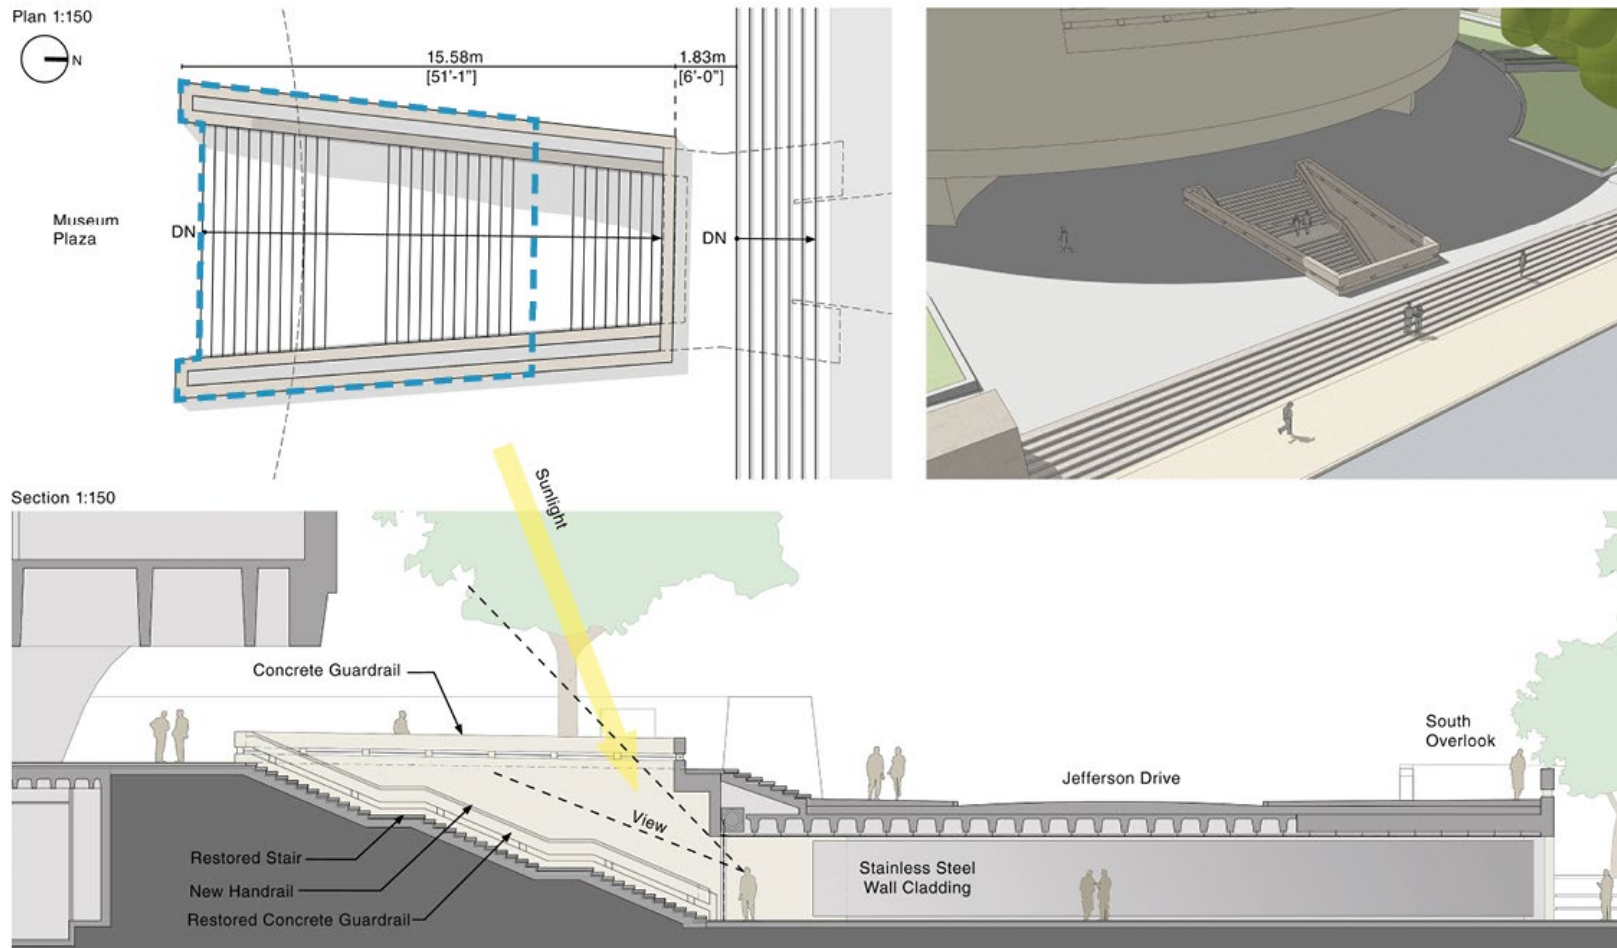 Plan 1:150
N
15.58m
[51'-1"]
1.83m
[6'-0"]
Museum
Plaza
DN
DN
Section 1:150
Sunlight
Concrete Guardrail
View
Restored Stair
New Handrail
Restored Concrete Guardrail
Jefferson Drive
South
Overlook
Stainless Steel
Wall Cladding